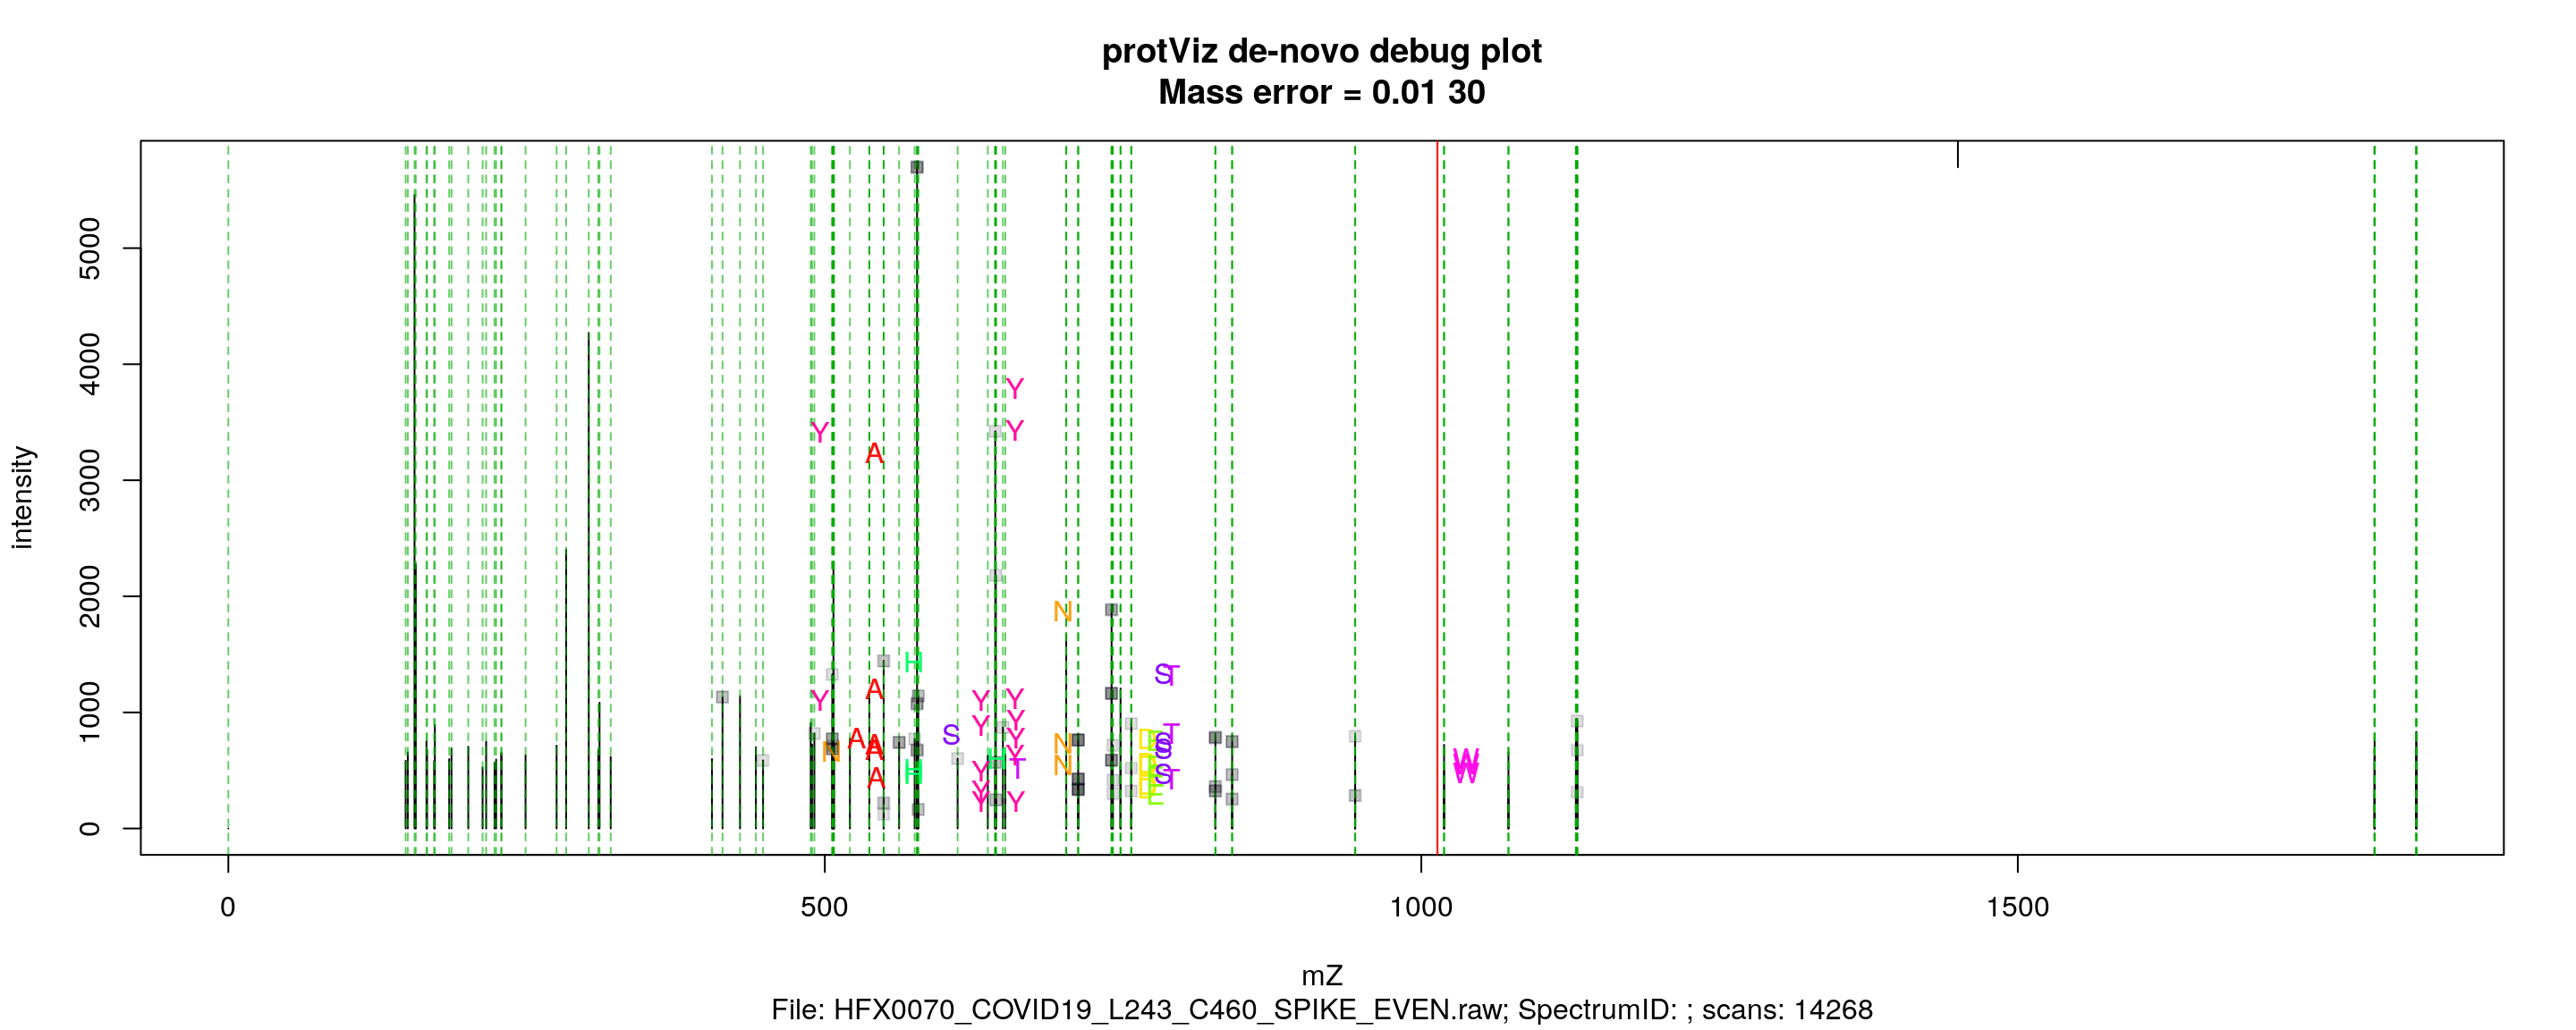 protViz de-novo debug plot
Mass error = 0.01 30
intensity
5000
4000
3000
2000
1000
0
Y
Y
Y
A
N
H
S
T
A
Y
Y
Y
Y
Y
S
T
A
A
A
N
N
Y
H
T
S
S
W
W
H
Y
A
S
T
E
Y
Y
Y
Y
0 500 1000 1500
mZ
File: HFX0070_COVID19_L243_C460_SPIKE_EVEN.raw; SpectrumID: ; scans: 14268